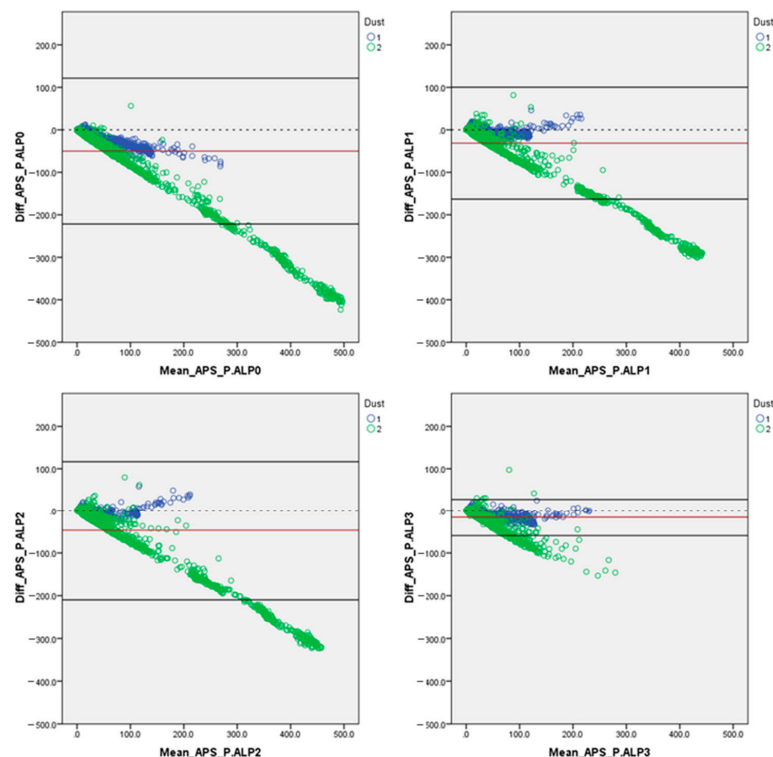 Dust
1
2
200.0
100.0
.0
−100.0
−200.0
−300.0
−400.0
−500.0
Diff_APS_P.ALP0
.0 100.0 200.0 300.0 400.0 500.0
Mean_APS_P.ALP0
Dust
1
2
200.0
100.0
.0
−100.0
−200.0
−300.0
−400.0
−500.0
Diff_APS_P.ALP1
.0 100.0 200.0 300.0 400.0 500.0
Mean_APS_P.ALP1
Dust
1
2
200.0
100.0
.0
−100.0
−200.0
−300.0
−400.0
−500.0
Diff_APS_P.ALP2
.0 100.0 200.0 300.0 400.0 500.0
Mean_APS_P.ALP2
Dust
1
2
200.0
100.0
.0
−100.0
−200.0
−300.0
−400.0
−500.0
Diff_APS_P.ALP3
.0 100.0 200.0 300.0 400.0 500.0
Mean_APS_P.ALP3